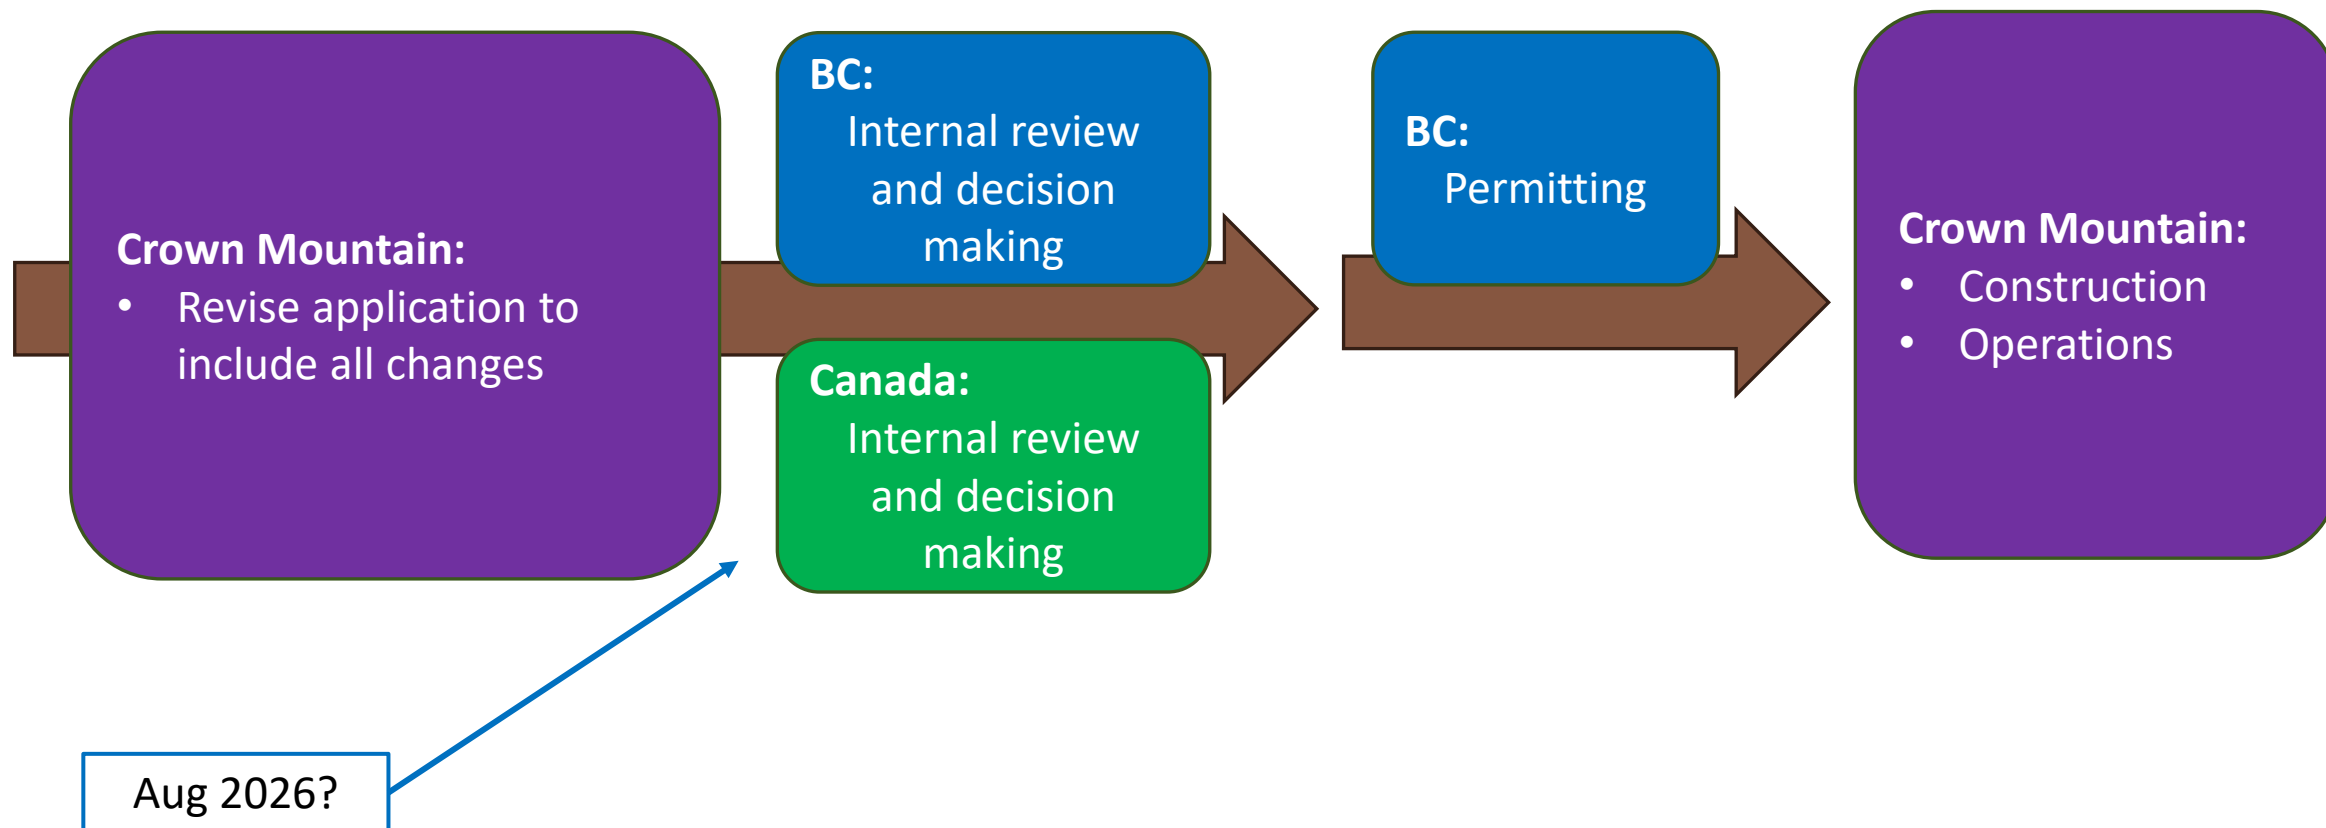 Crown Mountain:
• Revise application to
include all changes
BC:
Internal review
and decision
making
Canada:
Internal review
and decision
making
BC:
Permitting
Crown Mountain:
• Construction
• Operations
Aug 2026?